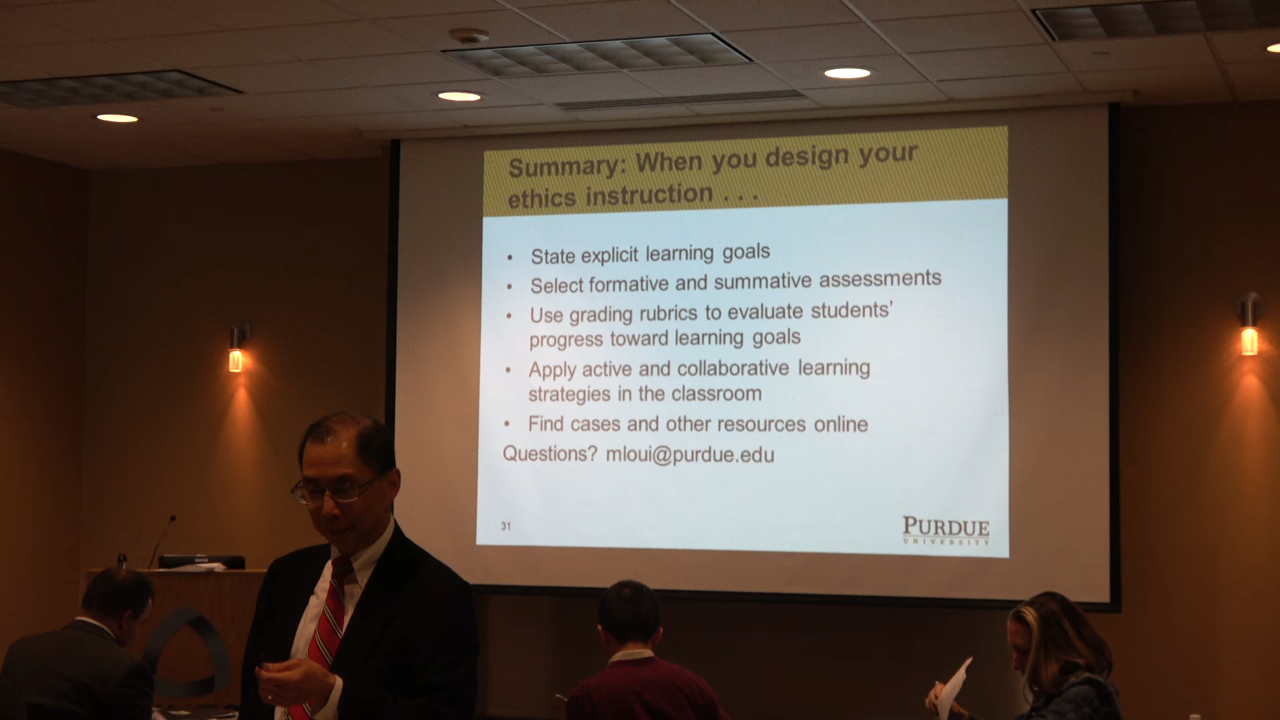 Summary: When you design your
ethics instruction . . .
• State explicit learning goals
• Select formative and summative assessments
• Use grading rubrics to evaluate students’
progress toward learning goals
• Apply active and collaborative learning
strategies in the classroom
• Find cases and other resources online
Questions? mloui@purdue.edu
31
PURDUE
UNIVERSITY